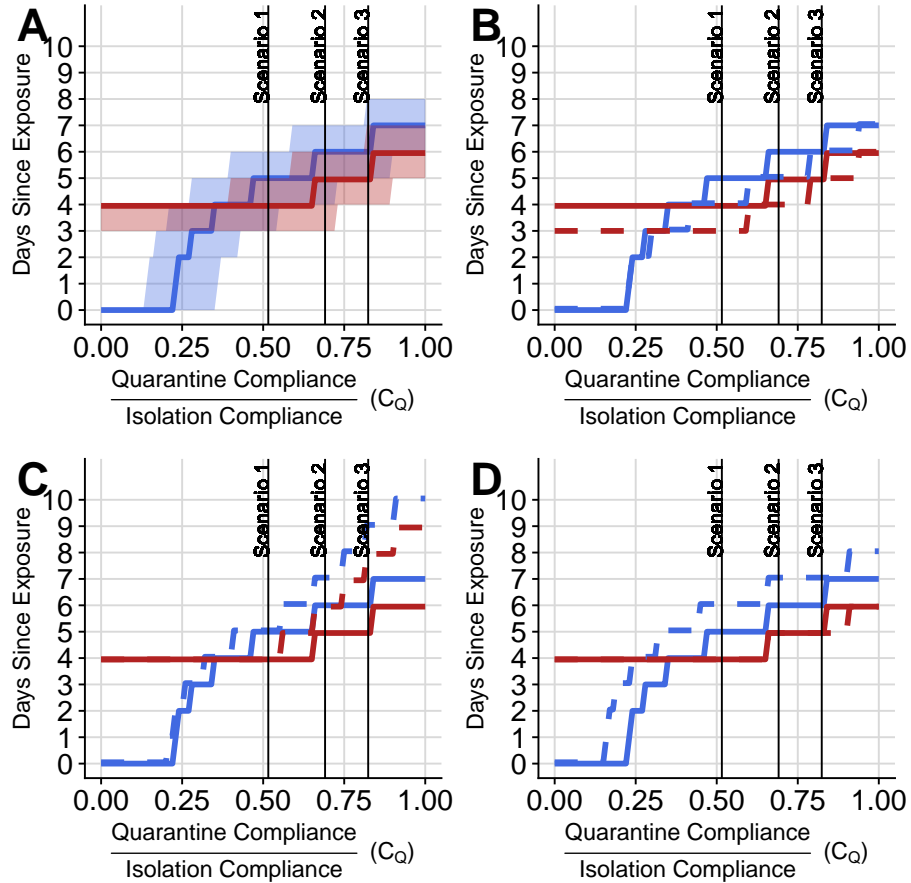 A
Scenario 1
Scenario 2
Scenario 3
Days Since Exposure
10
9
8
7
6
5
4
3
2
1
0
0.00 0.25 0.50 0.75 1.00
Quarantine Compliance
Isolation Compliance
(CQ)
B
Scenario 1
Scenario 2
Scenario 3
Days Since Exposure
10
9
8
7
6
5
4
3
2
1
0
0.00 0.25 0.50 0.75 1.00
Quarantine Compliance
Isolation Compliance
(CQ)
C
Scenario 1
Scenario 2
Scenario 3
Days Since Exposure
10
9
8
7
6
5
4
3
2
1
0
0.00 0.25 0.50 0.75 1.00
Quarantine Compliance
Isolation Compliance
(CQ)
D
Scenario 1
Scenario 2
Scenario 3
Days Since Exposure
10
9
8
7
6
5
4
3
2
1
0
0.00 0.25 0.50 0.75 1.00
Quarantine Compliance
Isolation Compliance
(CQ)